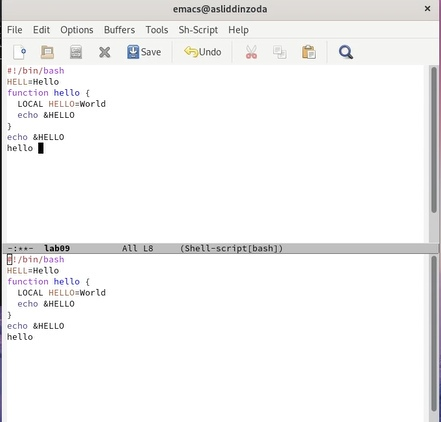 emacs@asliddinzoda ×
File Edit Options Buffers Tools Sh-Script Help
Save Undo
#!/bin/bash
HELL=Hello
function hello {
  LOCAL HELLO=World
  echo &HELLO
}
echo &HELLO
hello
-:**-  lab09          All L8     (Shell-script[bash])
#!/bin/bash
HELL=Hello
function hello {
  LOCAL HELLO=World
  echo &HELLO
}
echo &HELLO
hello